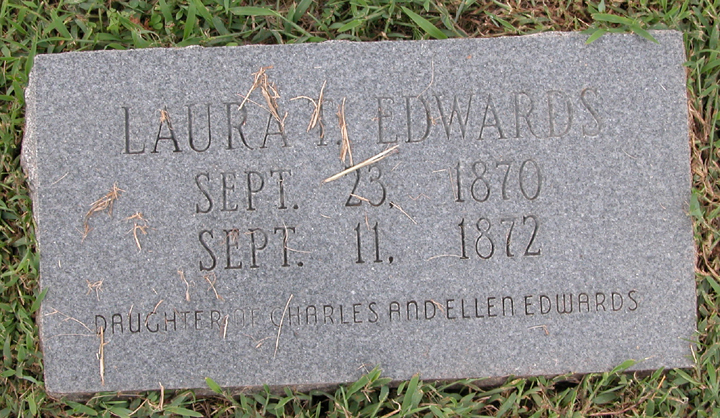 LAURA EDWARDS
SEPT. 23, 1870
SEPT. 11, 1872
DAUGHTER OF CHARLES AND ELLEN EDWARDS